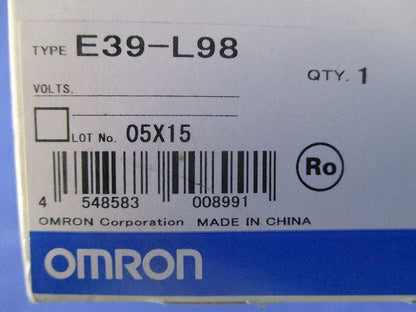 TYPE E39-L98
QTY. 1
VOLTS.
LOT No. 05X15
Ro
4 548583 008991
OMRON Corporation MADE IN CHINA
OMRON